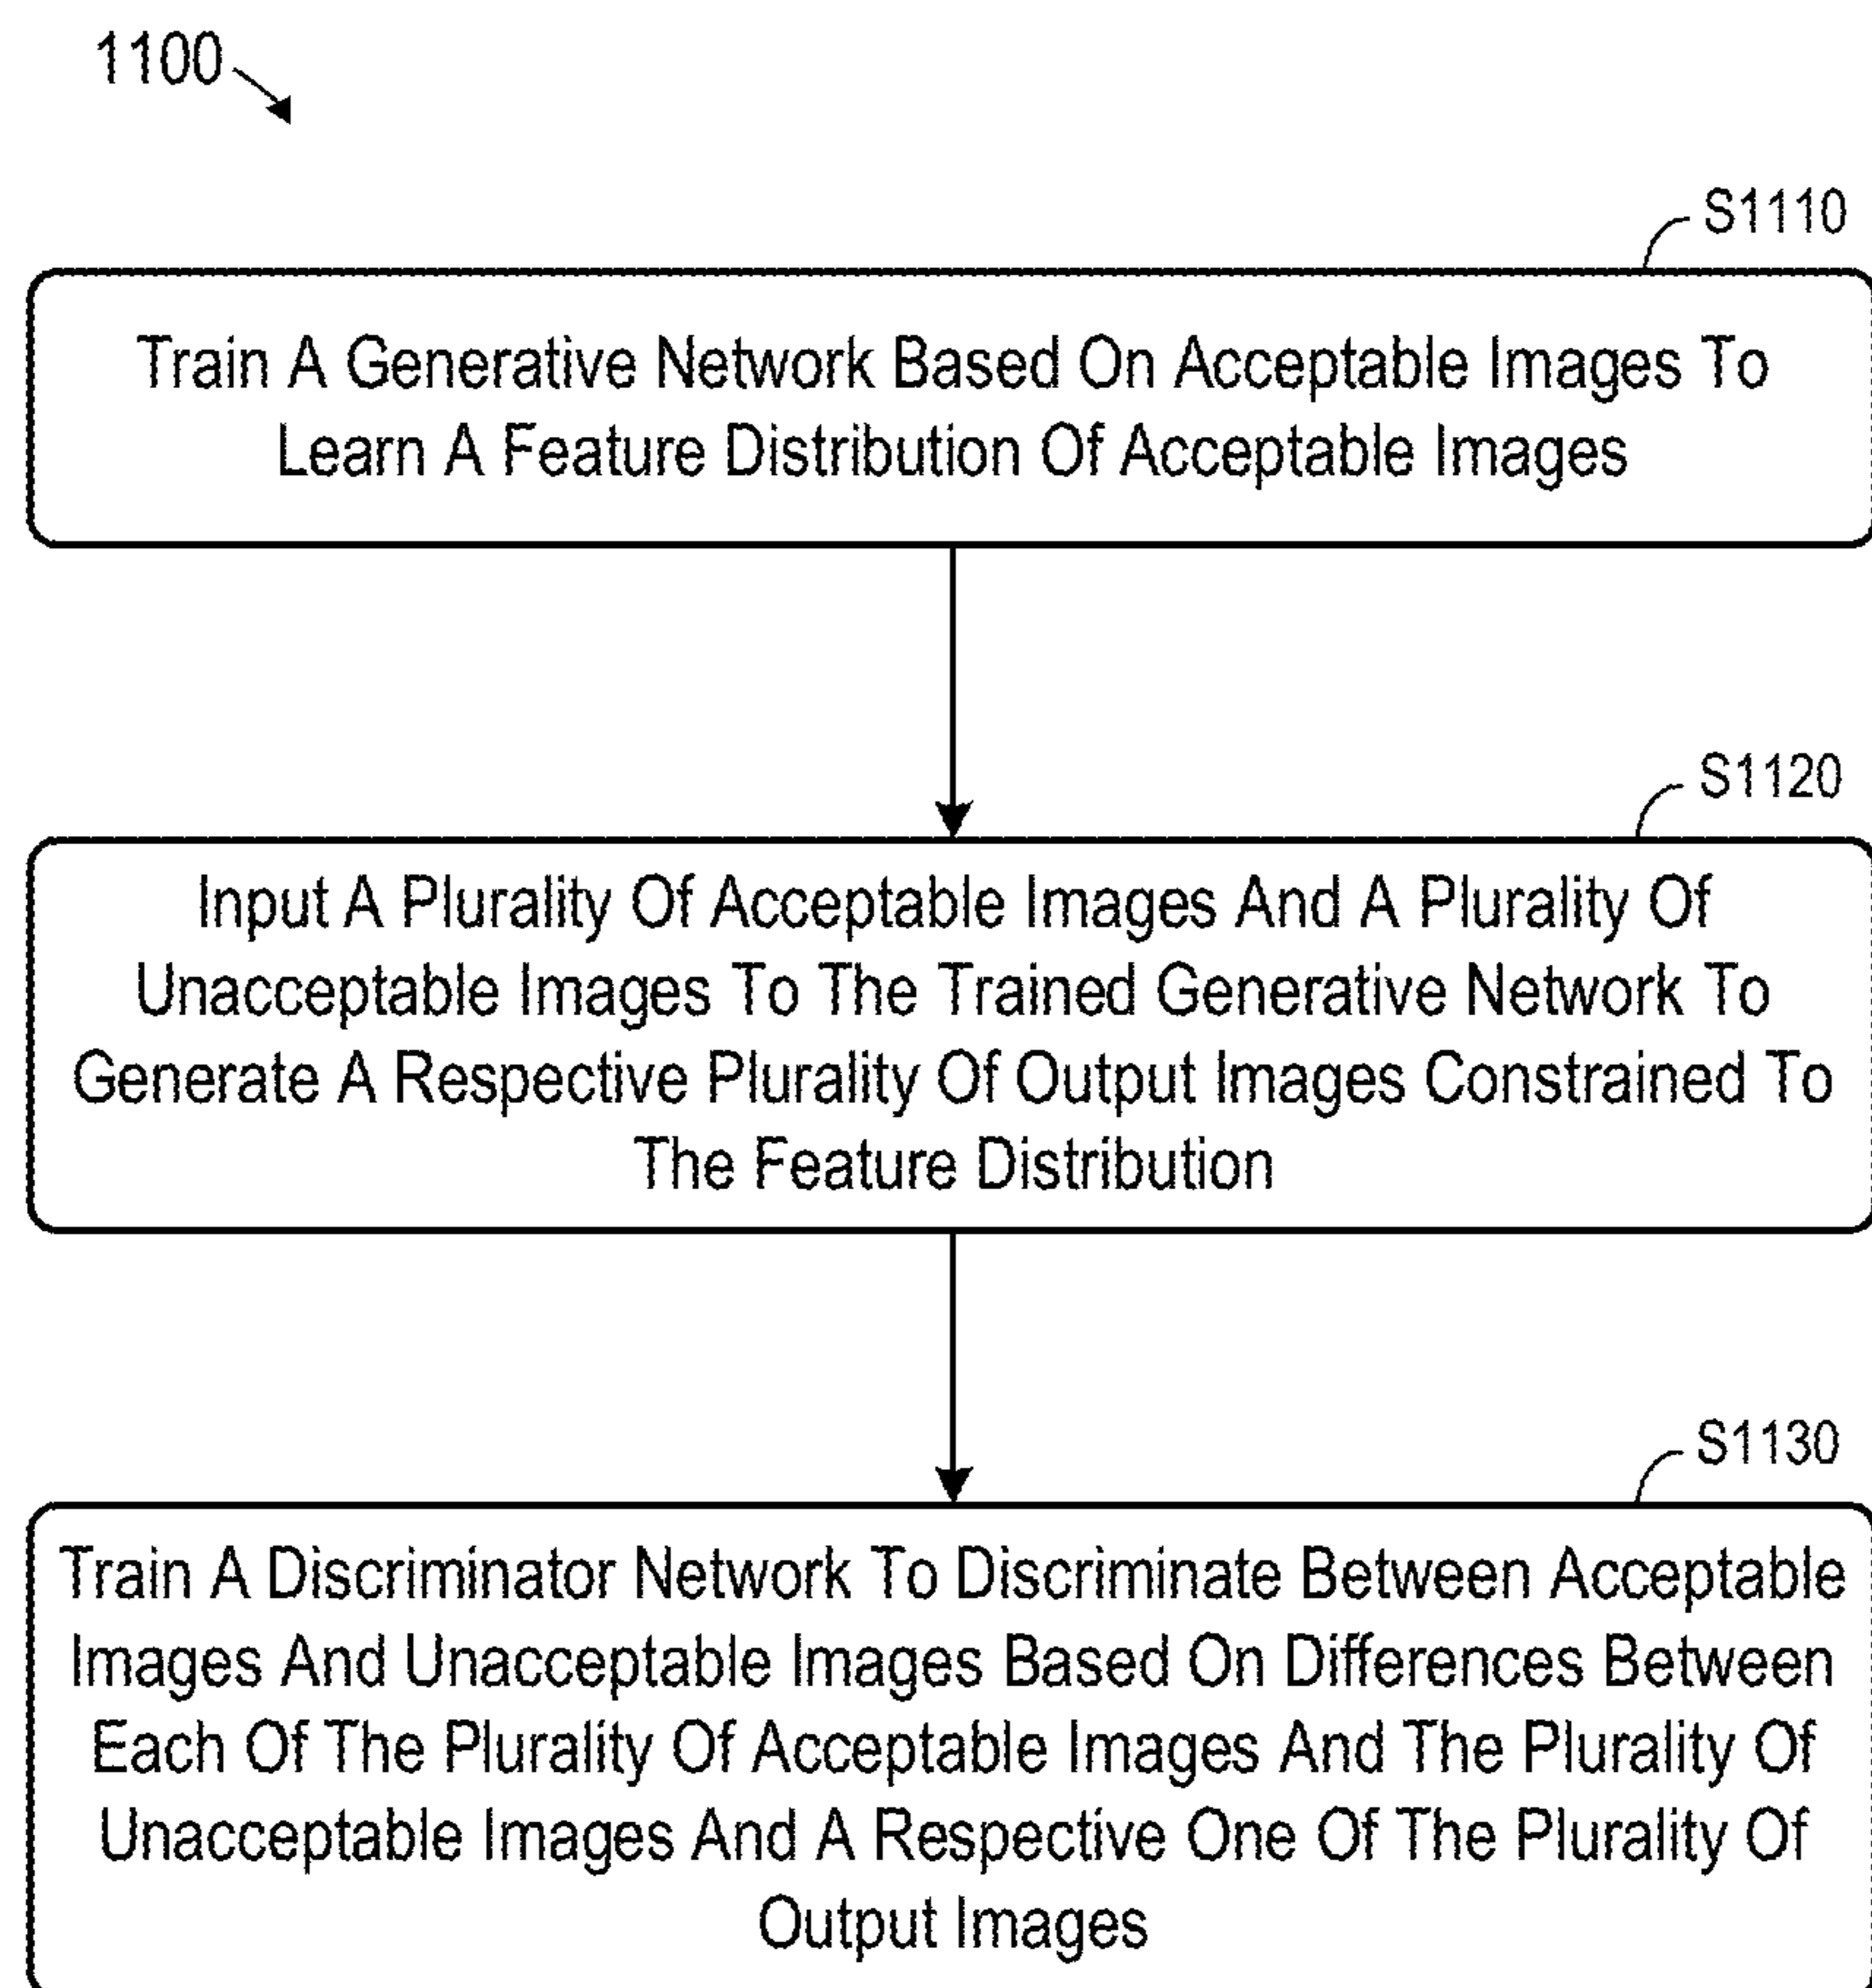 1100
S1110
Train A Generative Network Based On Acceptable Images To
Learn A Feature Distribution Of Acceptable Images
S1120
Input A Plurality Of Acceptable Images And A Plurality Of
Unacceptable Images To The Trained Generative Network To
Generate A Respective Plurality Of Output Images Constrained To
The Feature Distribution
S1130
Train A Discriminator Network To Discriminate Between Acceptable
Images And Unacceptable Images Based On Differences Between
Each Of The Plurality Of Acceptable Images And The Plurality Of
Unacceptable Images And A Respective One Of The Plurality Of
Output Images